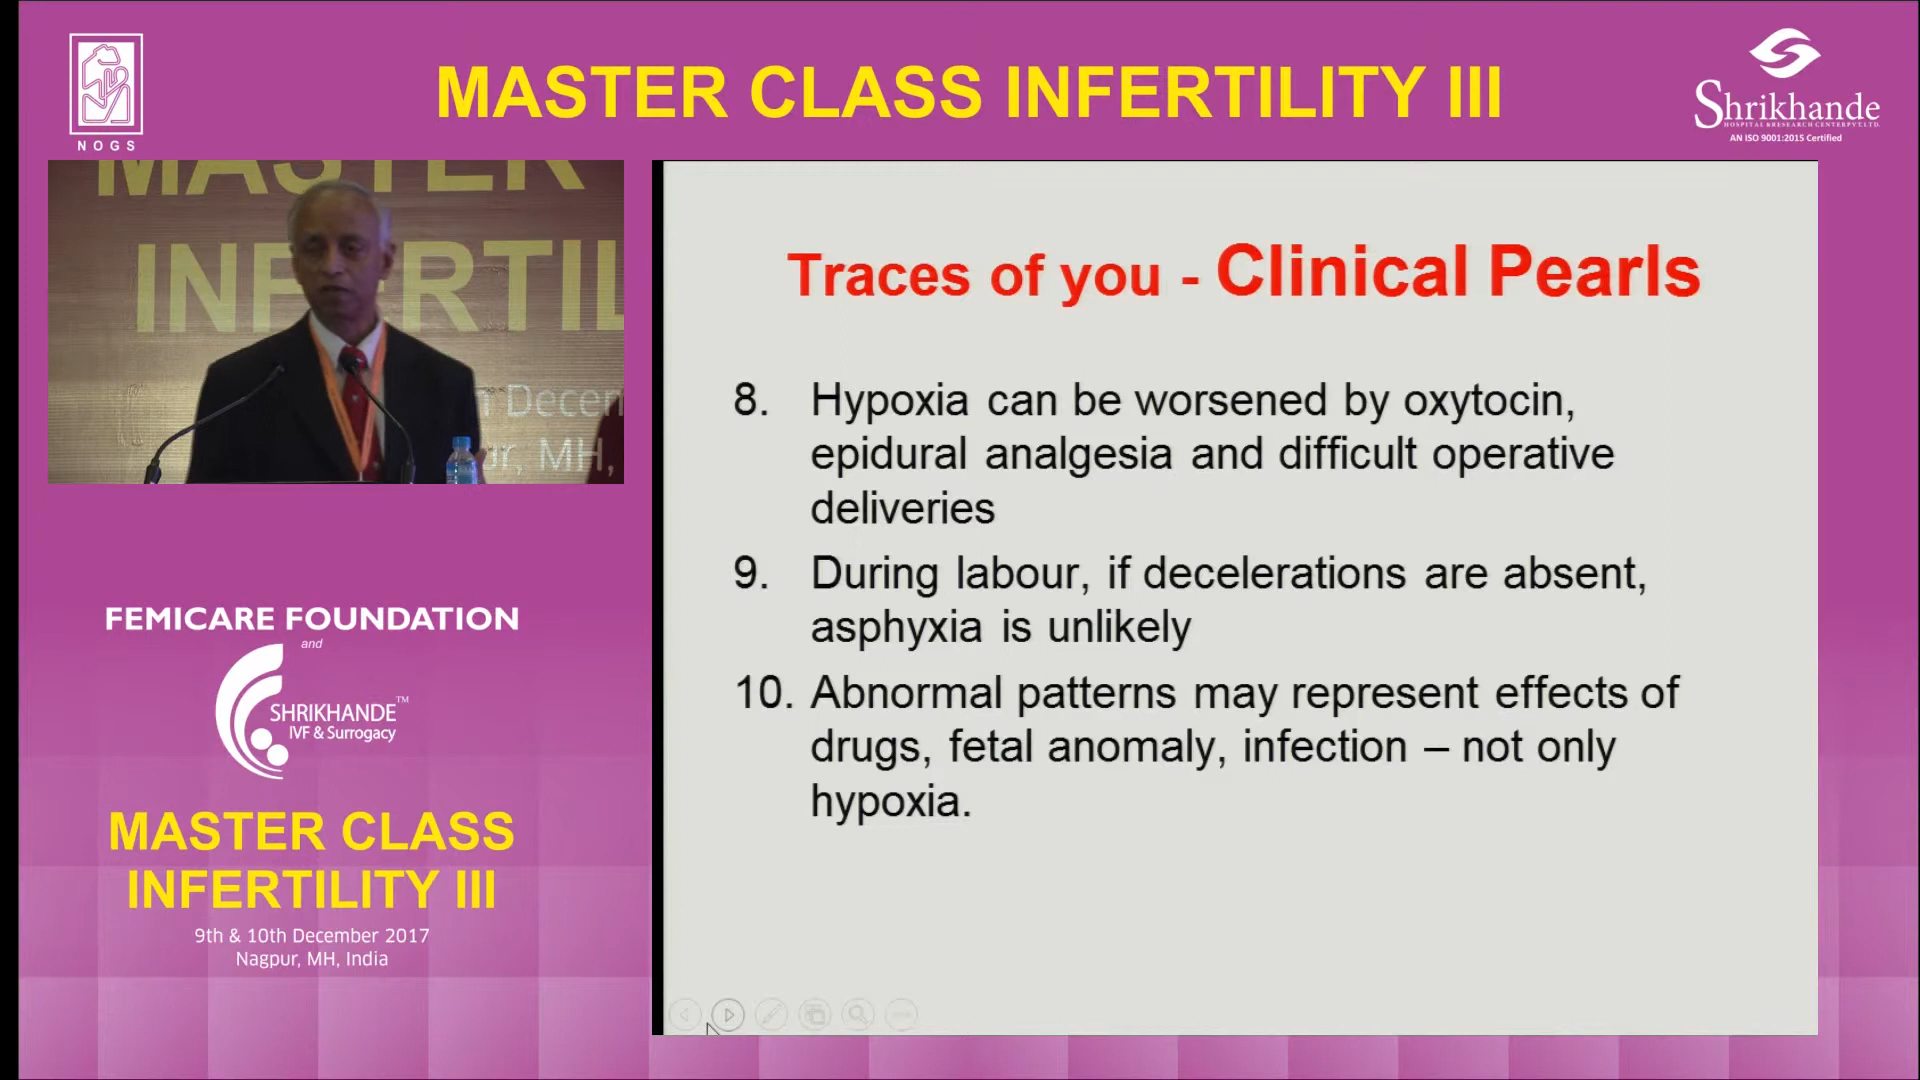 MASTER CLASS INFERTILITY III
NOGS
Shrikhande
HOSPITAL & RESEARCH CENTER PVT. LTD.
AN ISO 9001:2015 Certified
MASTER
INFERTIL
Decem
ur, MH,
Traces of you - Clinical Pearls
8. Hypoxia can be worsened by oxytocin,
epidural analgesia and difficult operative
deliveries
9. During labour, if decelerations are absent,
asphyxia is unlikely
10. Abnormal patterns may represent effects of
drugs, fetal anomaly, infection – not only
hypoxia.
FEMICARE FOUNDATION
and
SHRIKHANDE™
IVF & Surrogacy
MASTER CLASS
INFERTILITY III
9th & 10th December 2017
Nagpur, MH, India